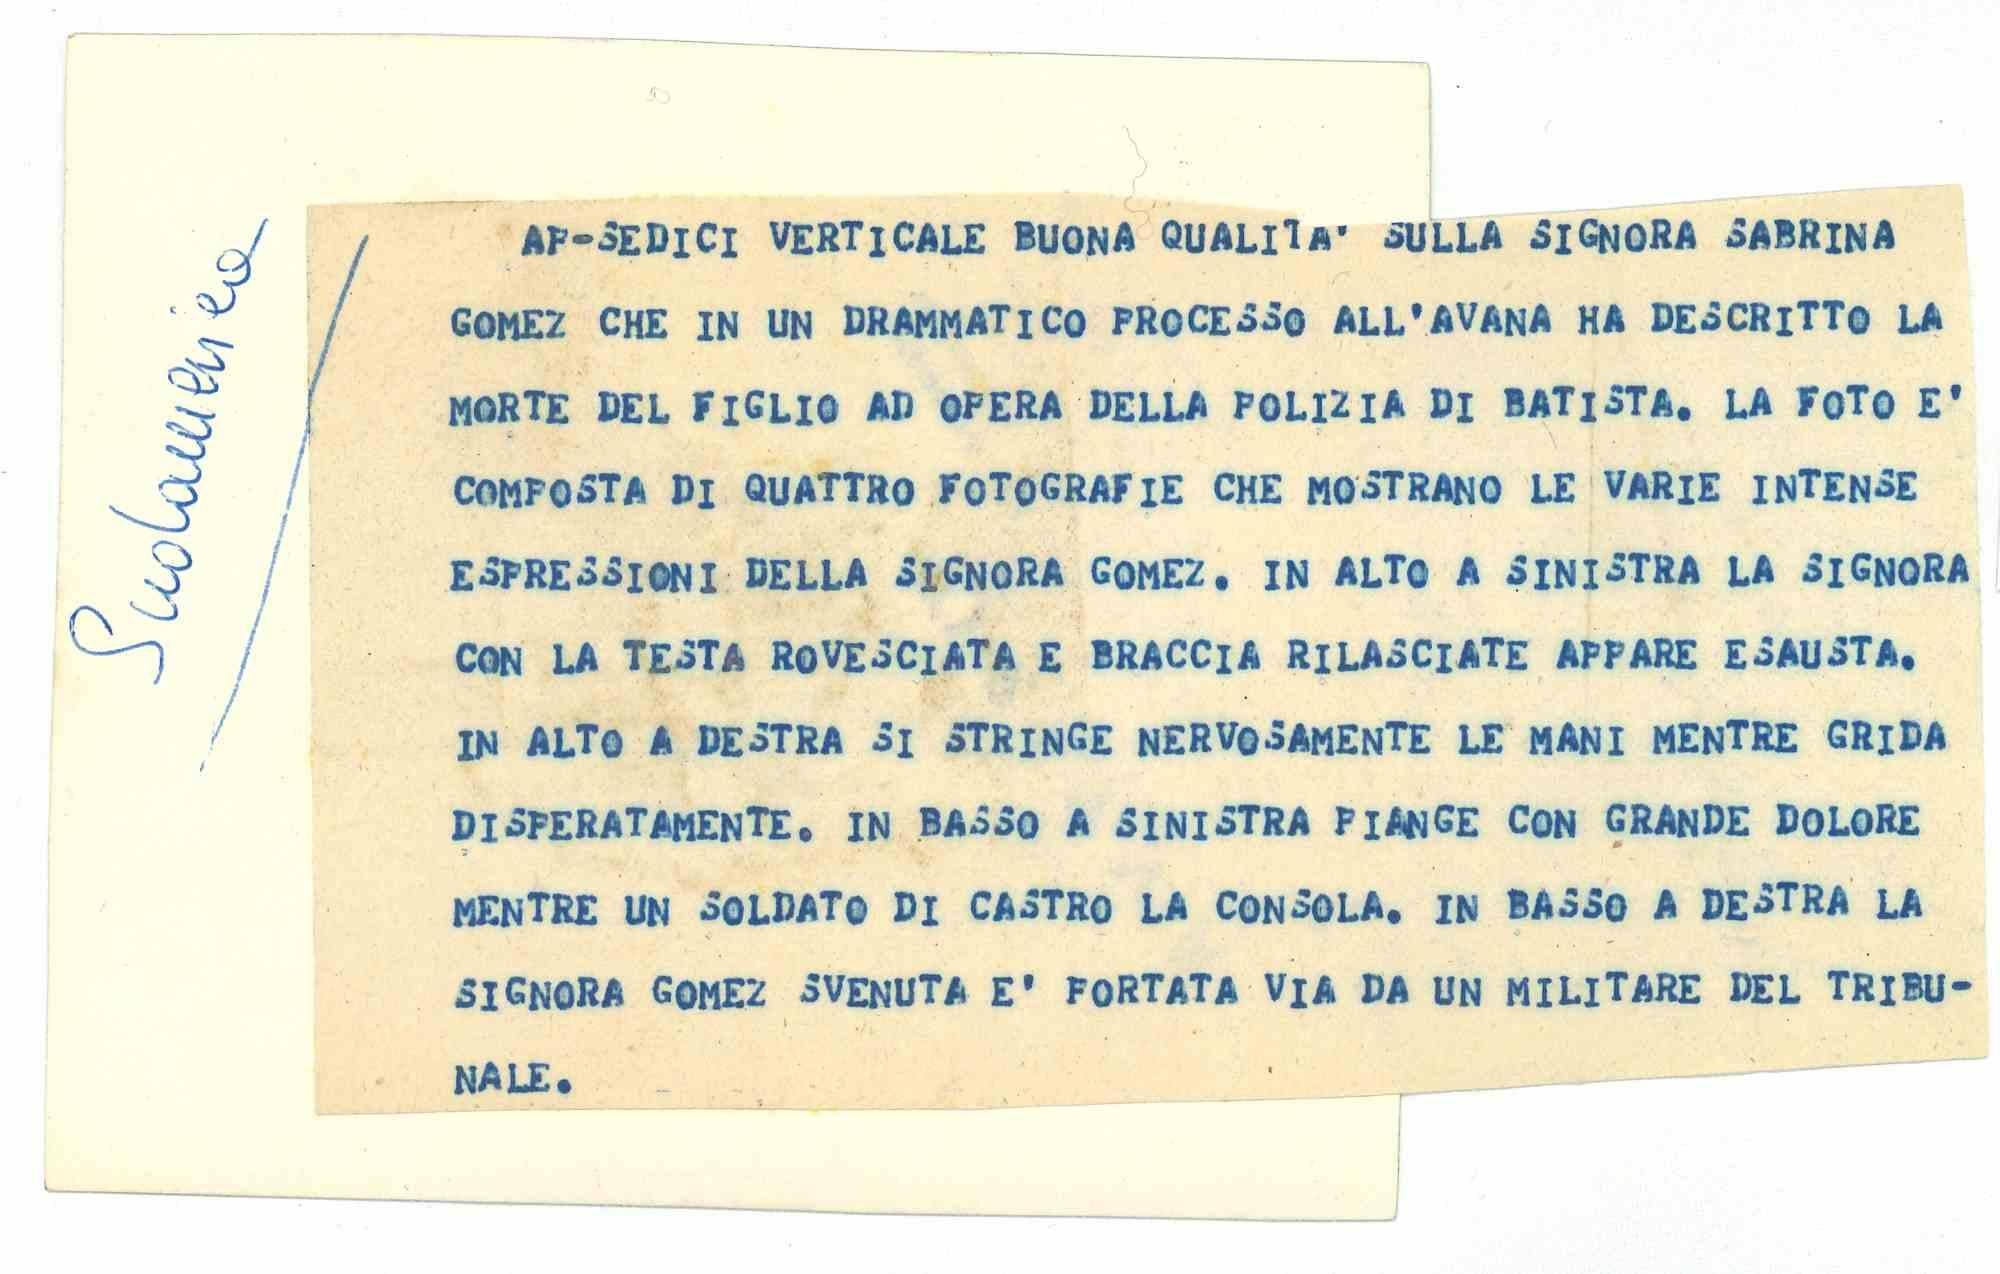 Sudamerica
AP-SEDICI VERTICALE BUONA QUALITA' SULLA SIGNORA SABRINA
GOMEZ CHE IN UN DRAMMATICO PROCESSO ALL'AVANA HA DESCRITTO LA
MORTE DEL FIGLIO AD OPERA DELLA POLIZIA DI BATISTA. LA FOTO E'
COMPOSTA DI QUATTRO FOTOGRAFIE CHE MOSTRANO LE VARIE INTENSE
ESPRESSIONI DELLA SIGNORA GOMEZ. IN ALTO A SINISTRA LA SIGNORA
CON LA TESTA ROVESCIATA E BRACCIA RILASCIATE APPARE ESAUSTA.
IN ALTO A DESTRA SI STRINGE NERVOSAMENTE LE MANI MENTRE GRIDA
DISPERATAMENTE. IN BASSO A SINISTRA PIANGE CON GRANDE DOLORE
MENTRE UN SOLDATO DI CASTRO LA CONSOLA. IN BASSO A DESTRA LA
SIGNORA GOMEZ SVENUTA E' PORTATA VIA DA UN MILITARE DEL TRIBU-
NALE.